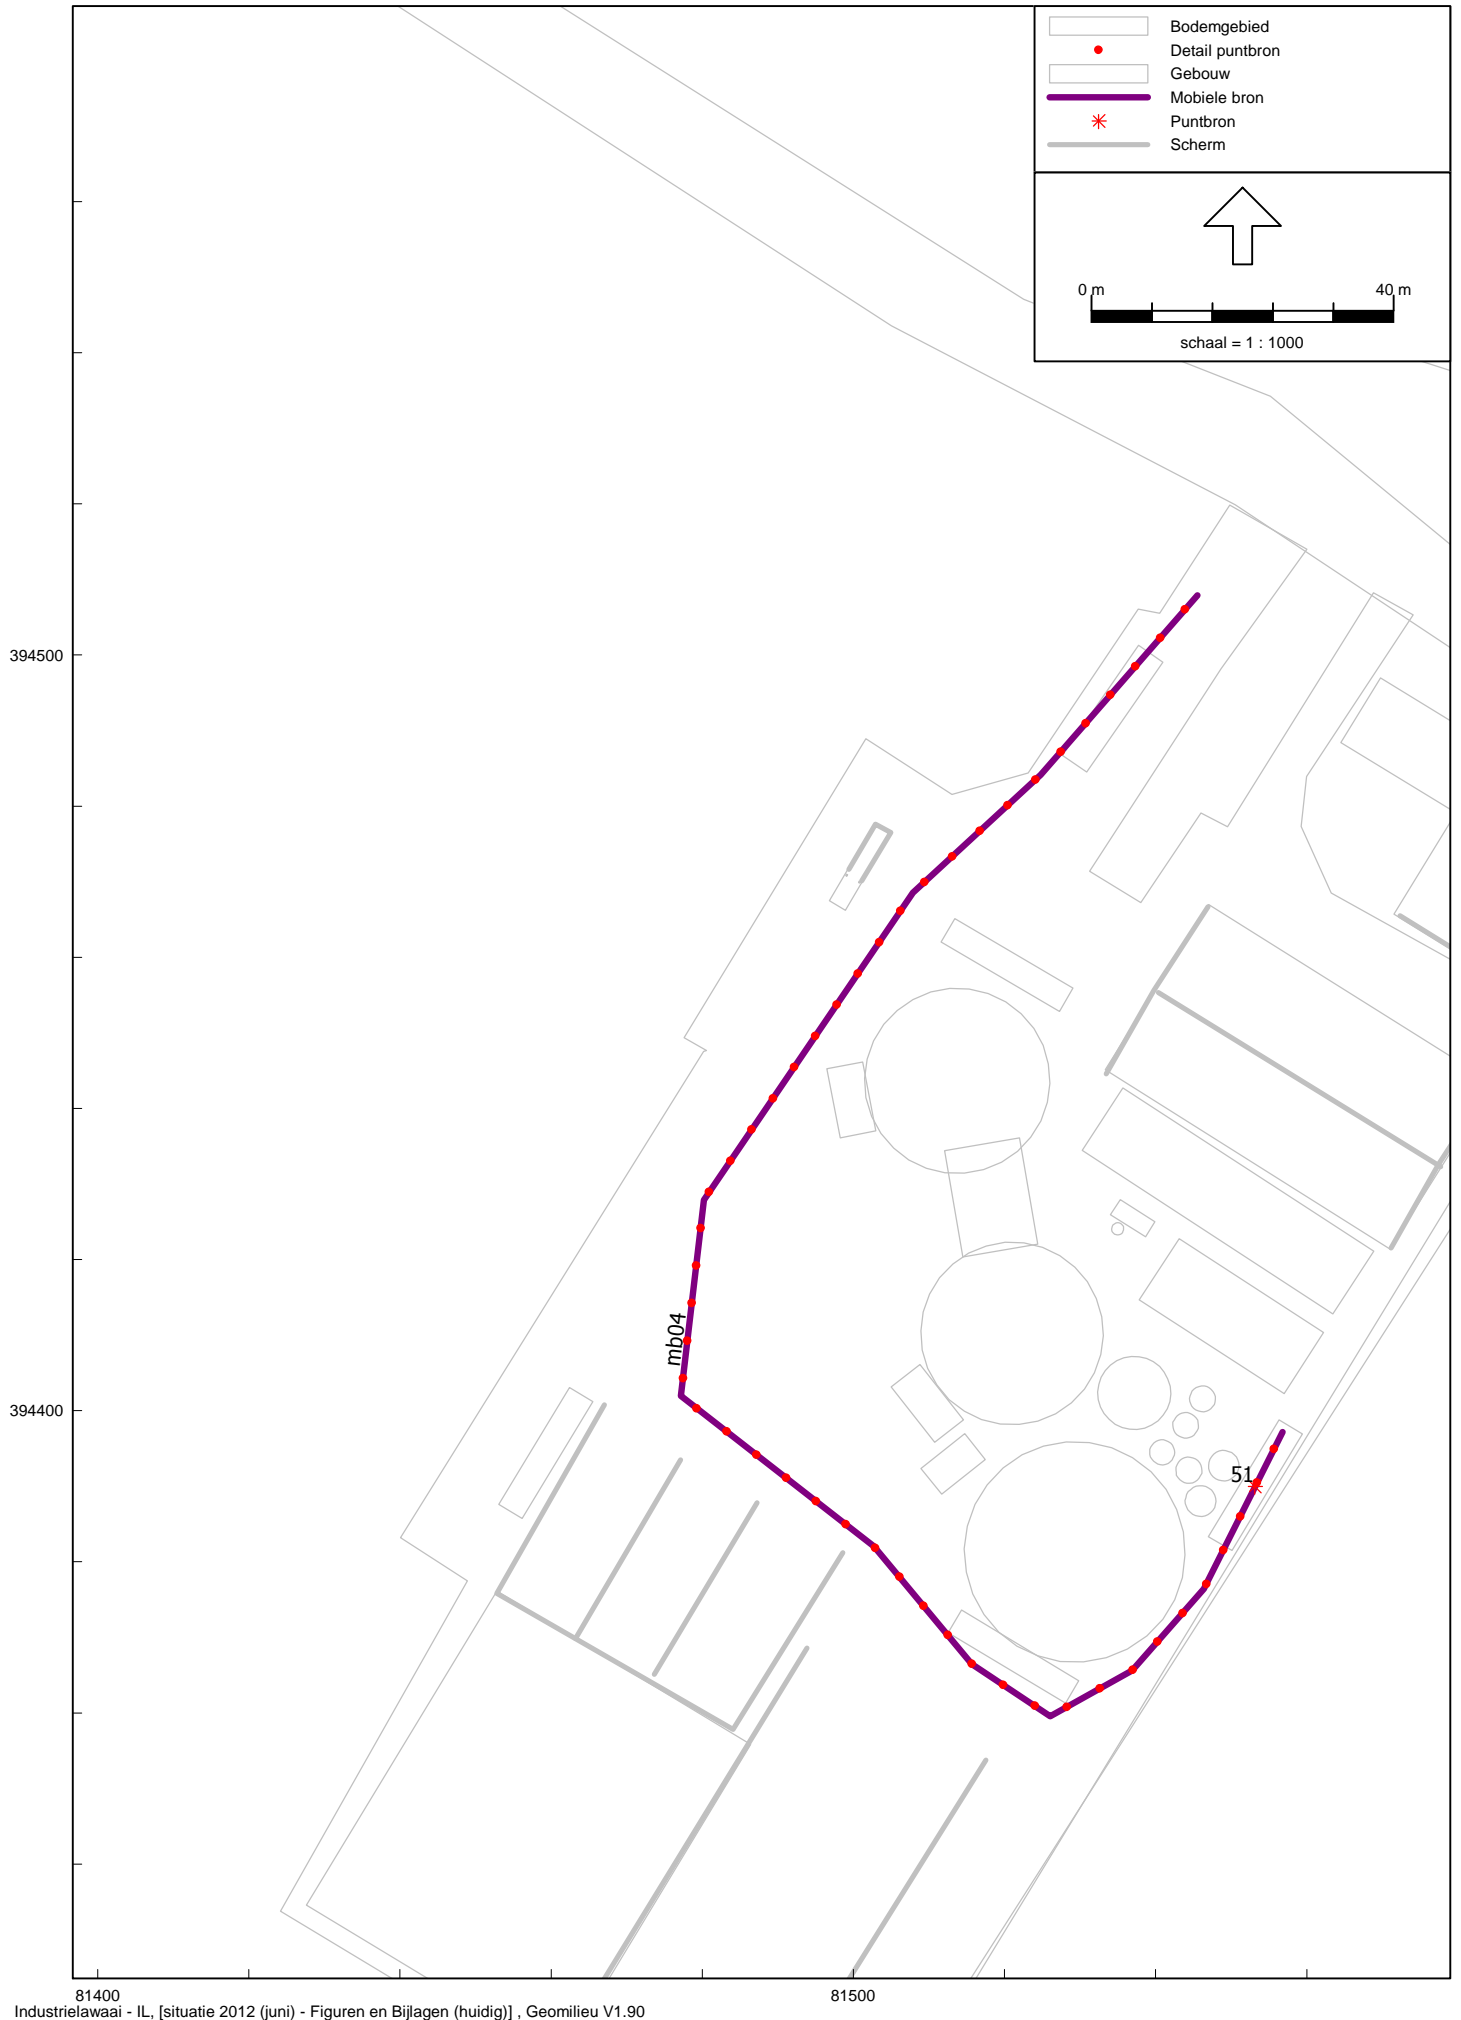 Bodemgebied
Detail puntbron
Gebouw
Mobiele bron
Puntbron
Scherm
0 m 40 m
schaal = 1 : 1000
394500
mb04
394400
51
81400 81500
Industrielawaai - IL, [situatie 2012 (juni) - Figuren en Bijlagen (huidig)] , Geomilieu V1.90